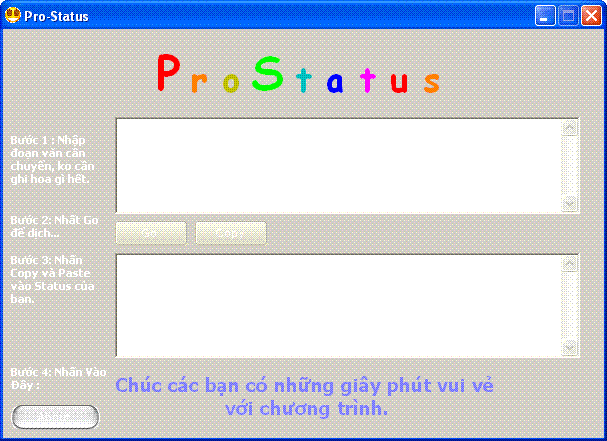 Pro-Status
ProStatus
Bước 1 : Nhập
đoạn văn cần
chuyển, ko cần
ghi hoa gì hết.
Bước 2: Nhất Go
để dịch...
Go
Copy
Bước 3: Nhấn
Copy và Paste
vào Status của
bạn.
Bước 4: Nhấn Vào
Đây :
Chúc các bạn có những giây phút vui vẻ
với chương trình.